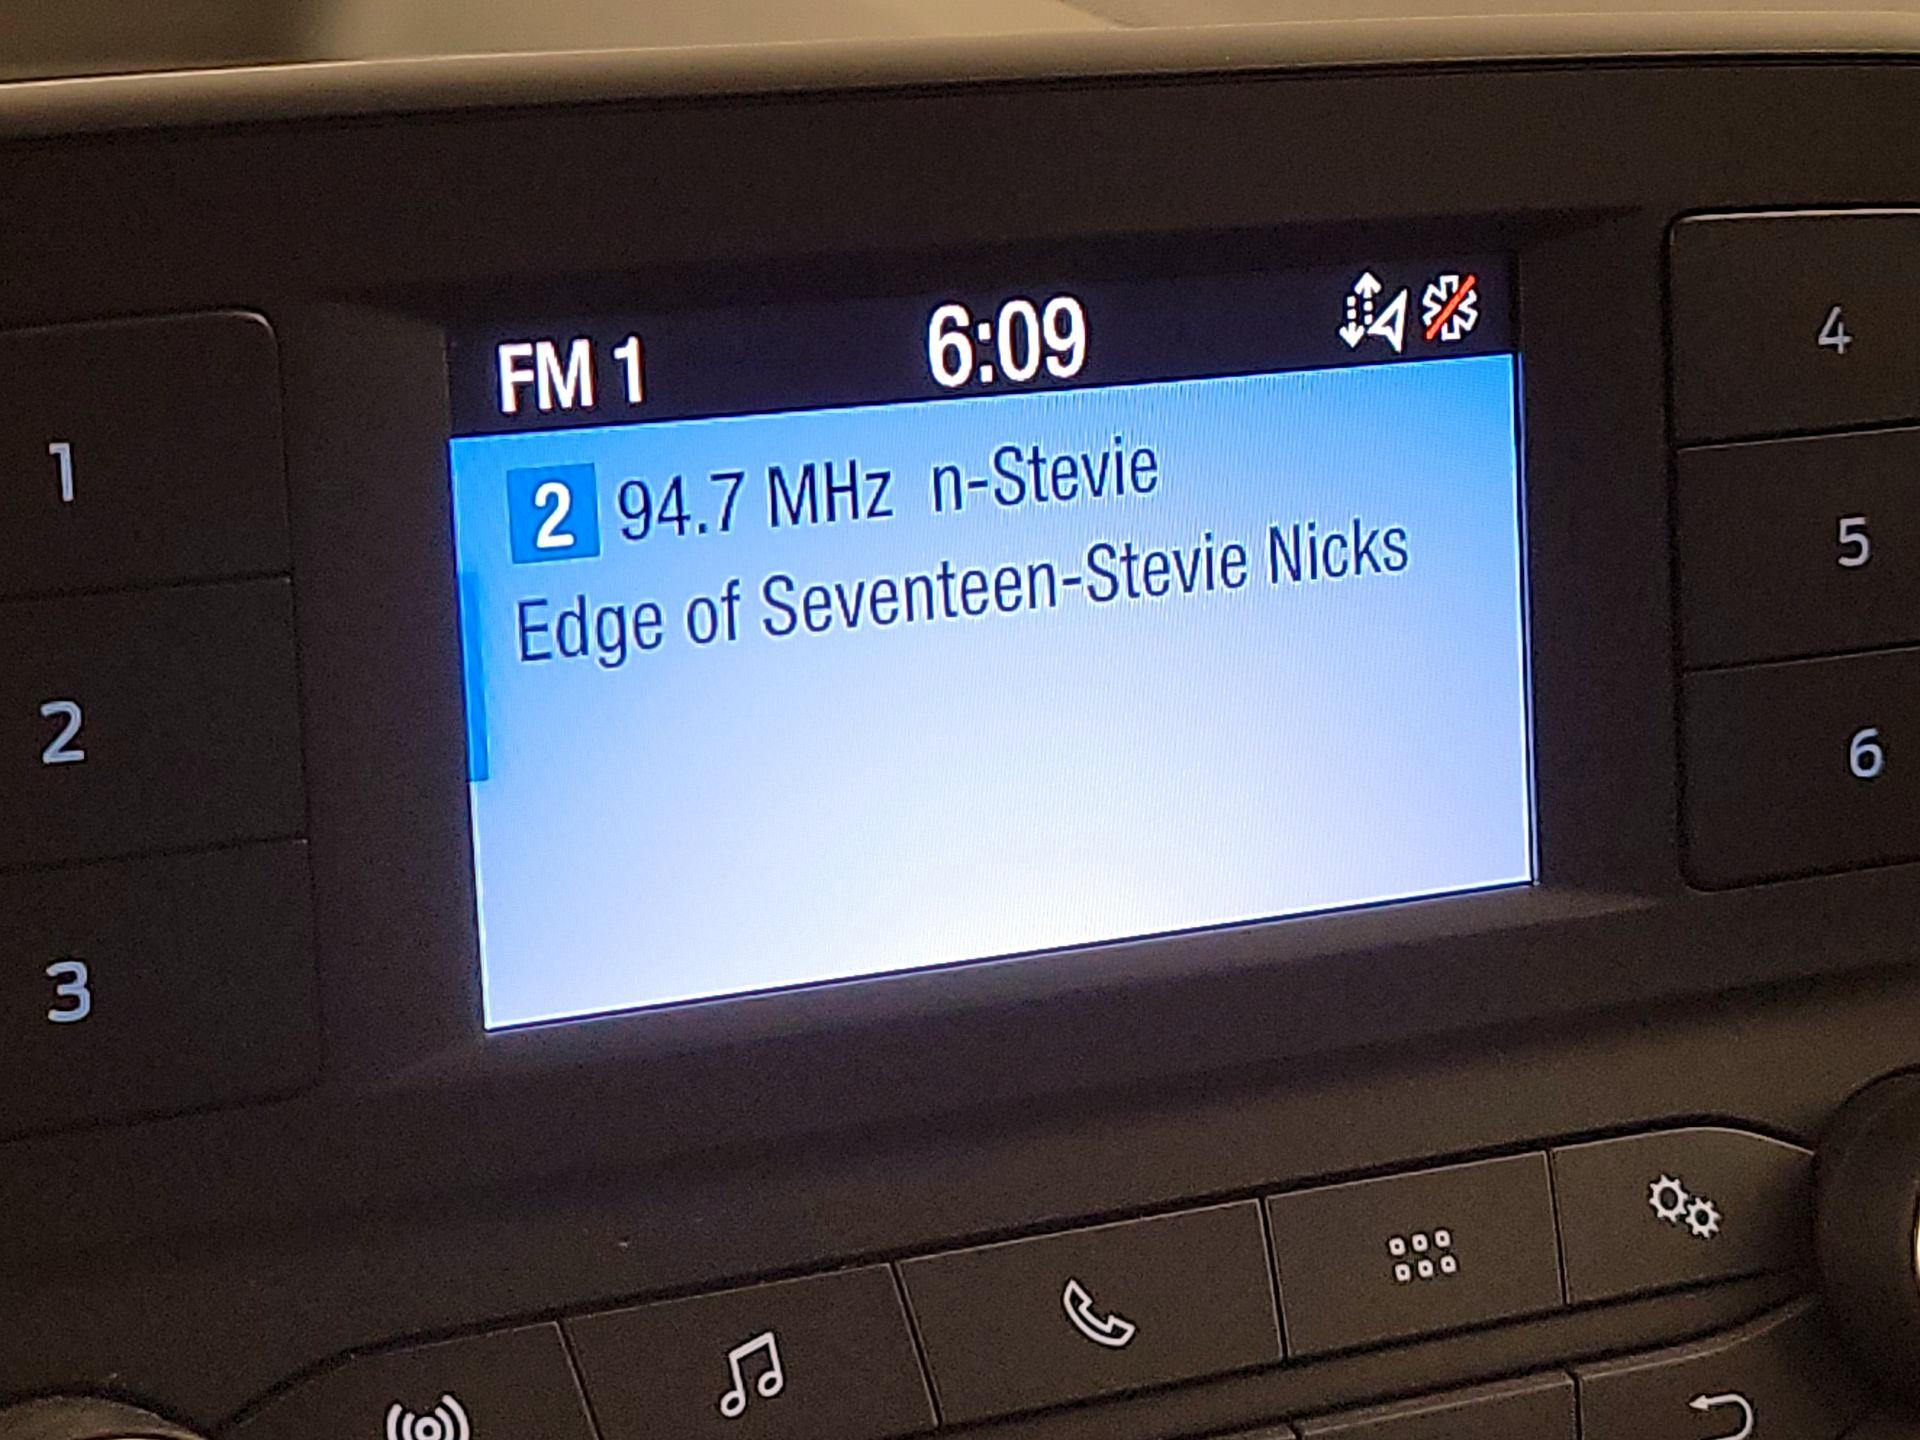 FM 1 6:09
2 94.7 MHz n-Stevie
Edge of Seventeen-Stevie Nicks
1
2
3
4
5
6